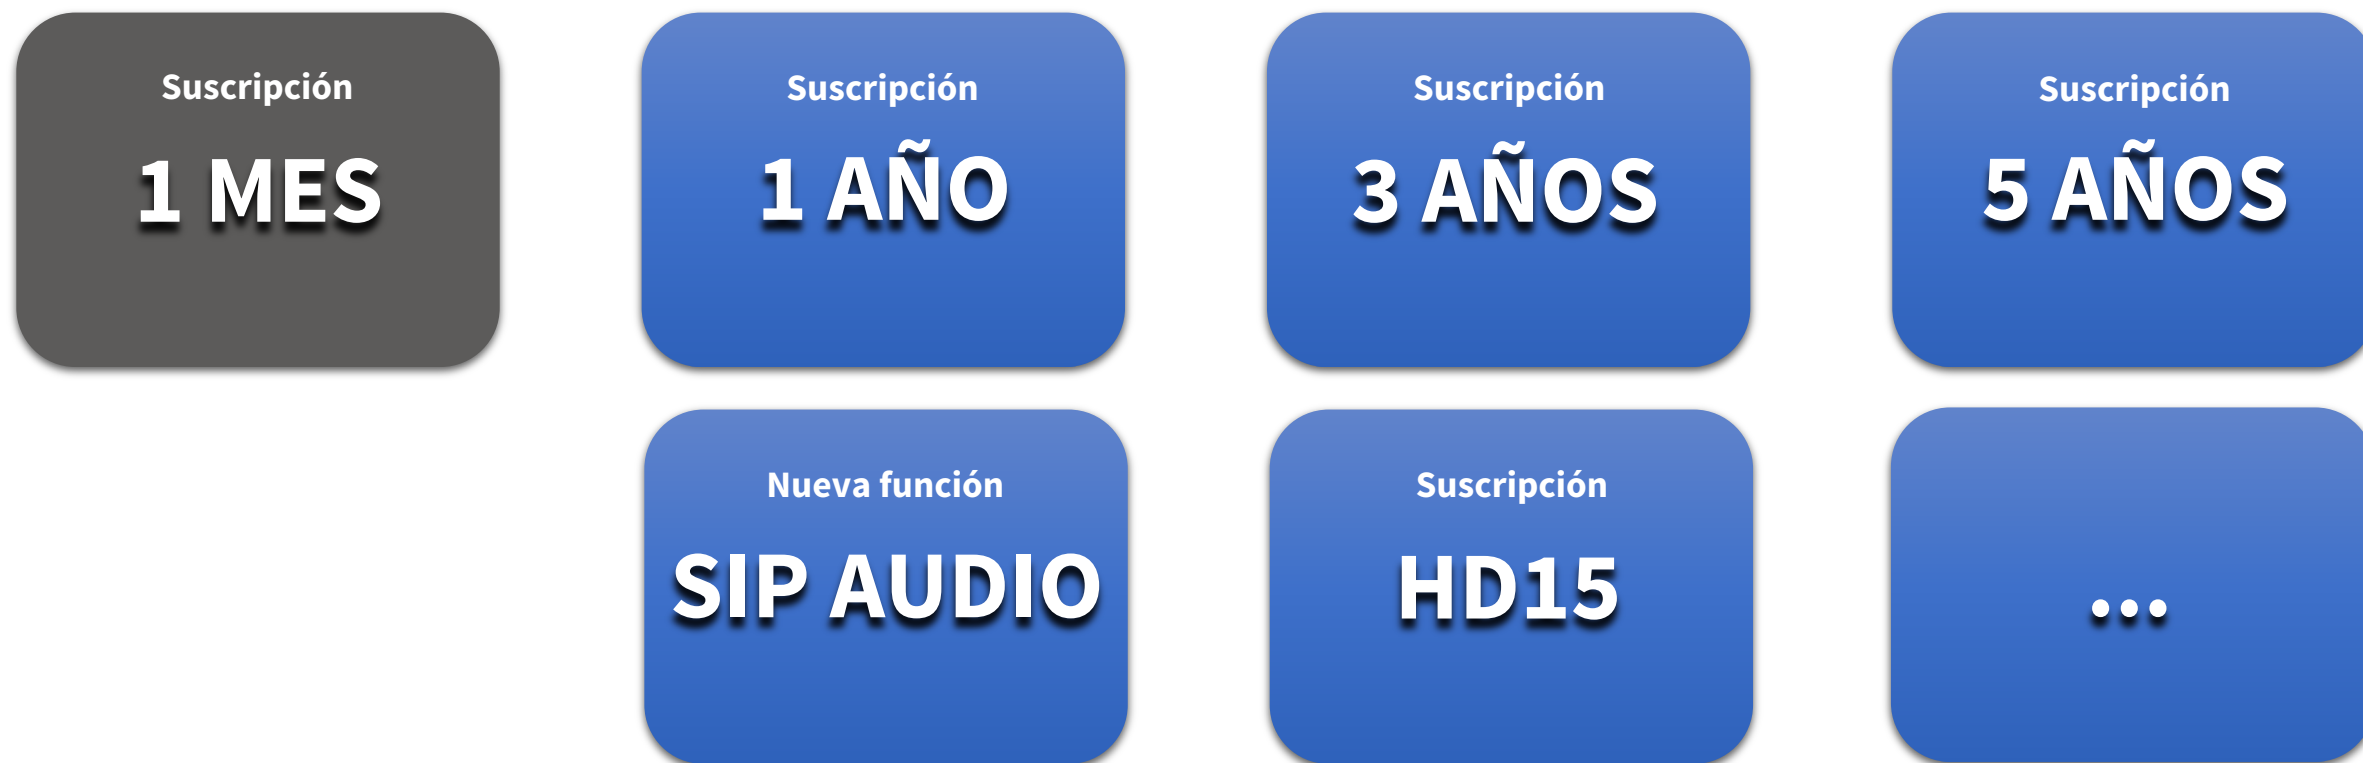 Suscripción
1 MES
Suscripción
1 AÑO
Suscripción
3 AÑOS
Suscripción
5 AÑOS
Nueva función
SIP AUDIO
Suscripción
HD15
...